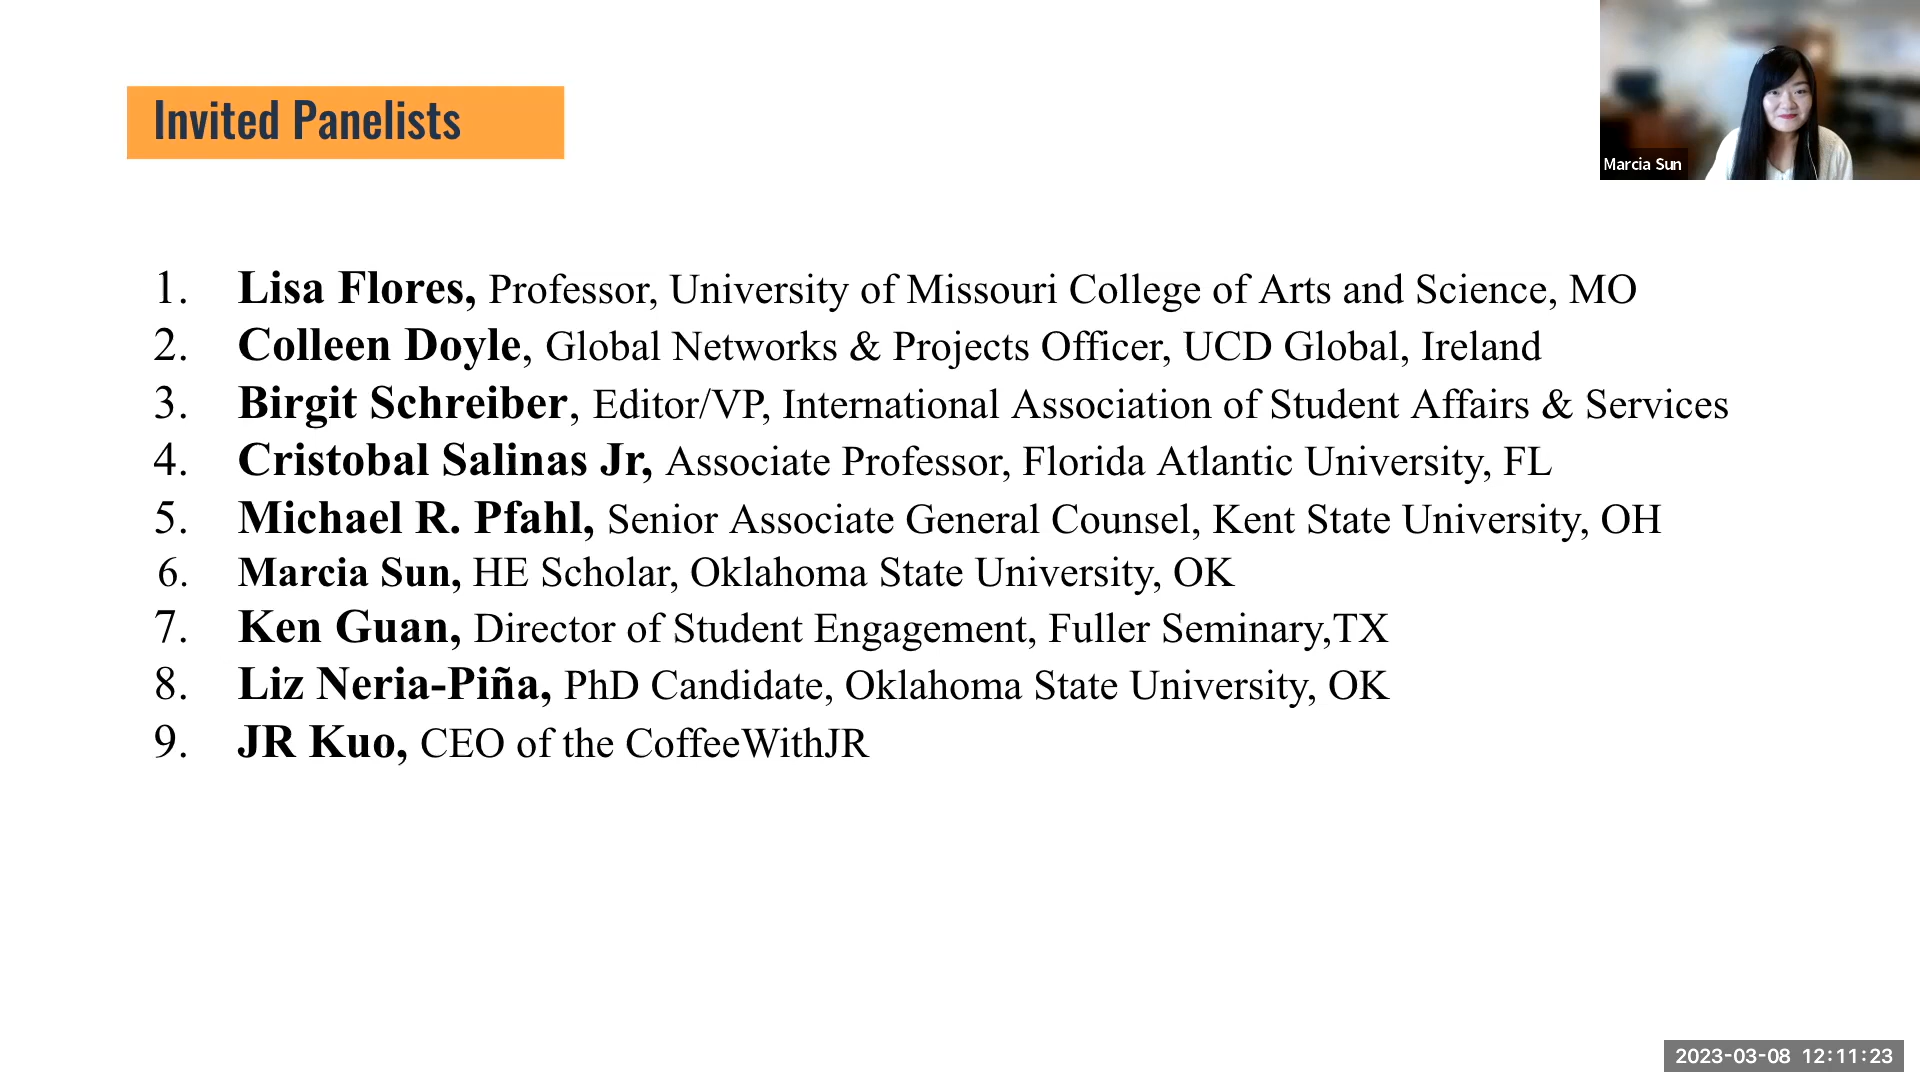 Invited Panelists
Marcia Sun
1. Lisa Flores, Professor, University of Missouri College of Arts and Science, MO
2. Colleen Doyle, Global Networks & Projects Officer, UCD Global, Ireland
3. Birgit Schreiber, Editor/VP, International Association of Student Affairs & Services
4. Cristobal Salinas Jr, Associate Professor, Florida Atlantic University, FL
5. Michael R. Pfahl, Senior Associate General Counsel, Kent State University, OH
6. Marcia Sun, HE Scholar, Oklahoma State University, OK
7. Ken Guan, Director of Student Engagement, Fuller Seminary,TX
8. Liz Neria-Piña, PhD Candidate, Oklahoma State University, OK
9. JR Kuo, CEO of the CoffeeWithJR
2023-03-08 12:11:23